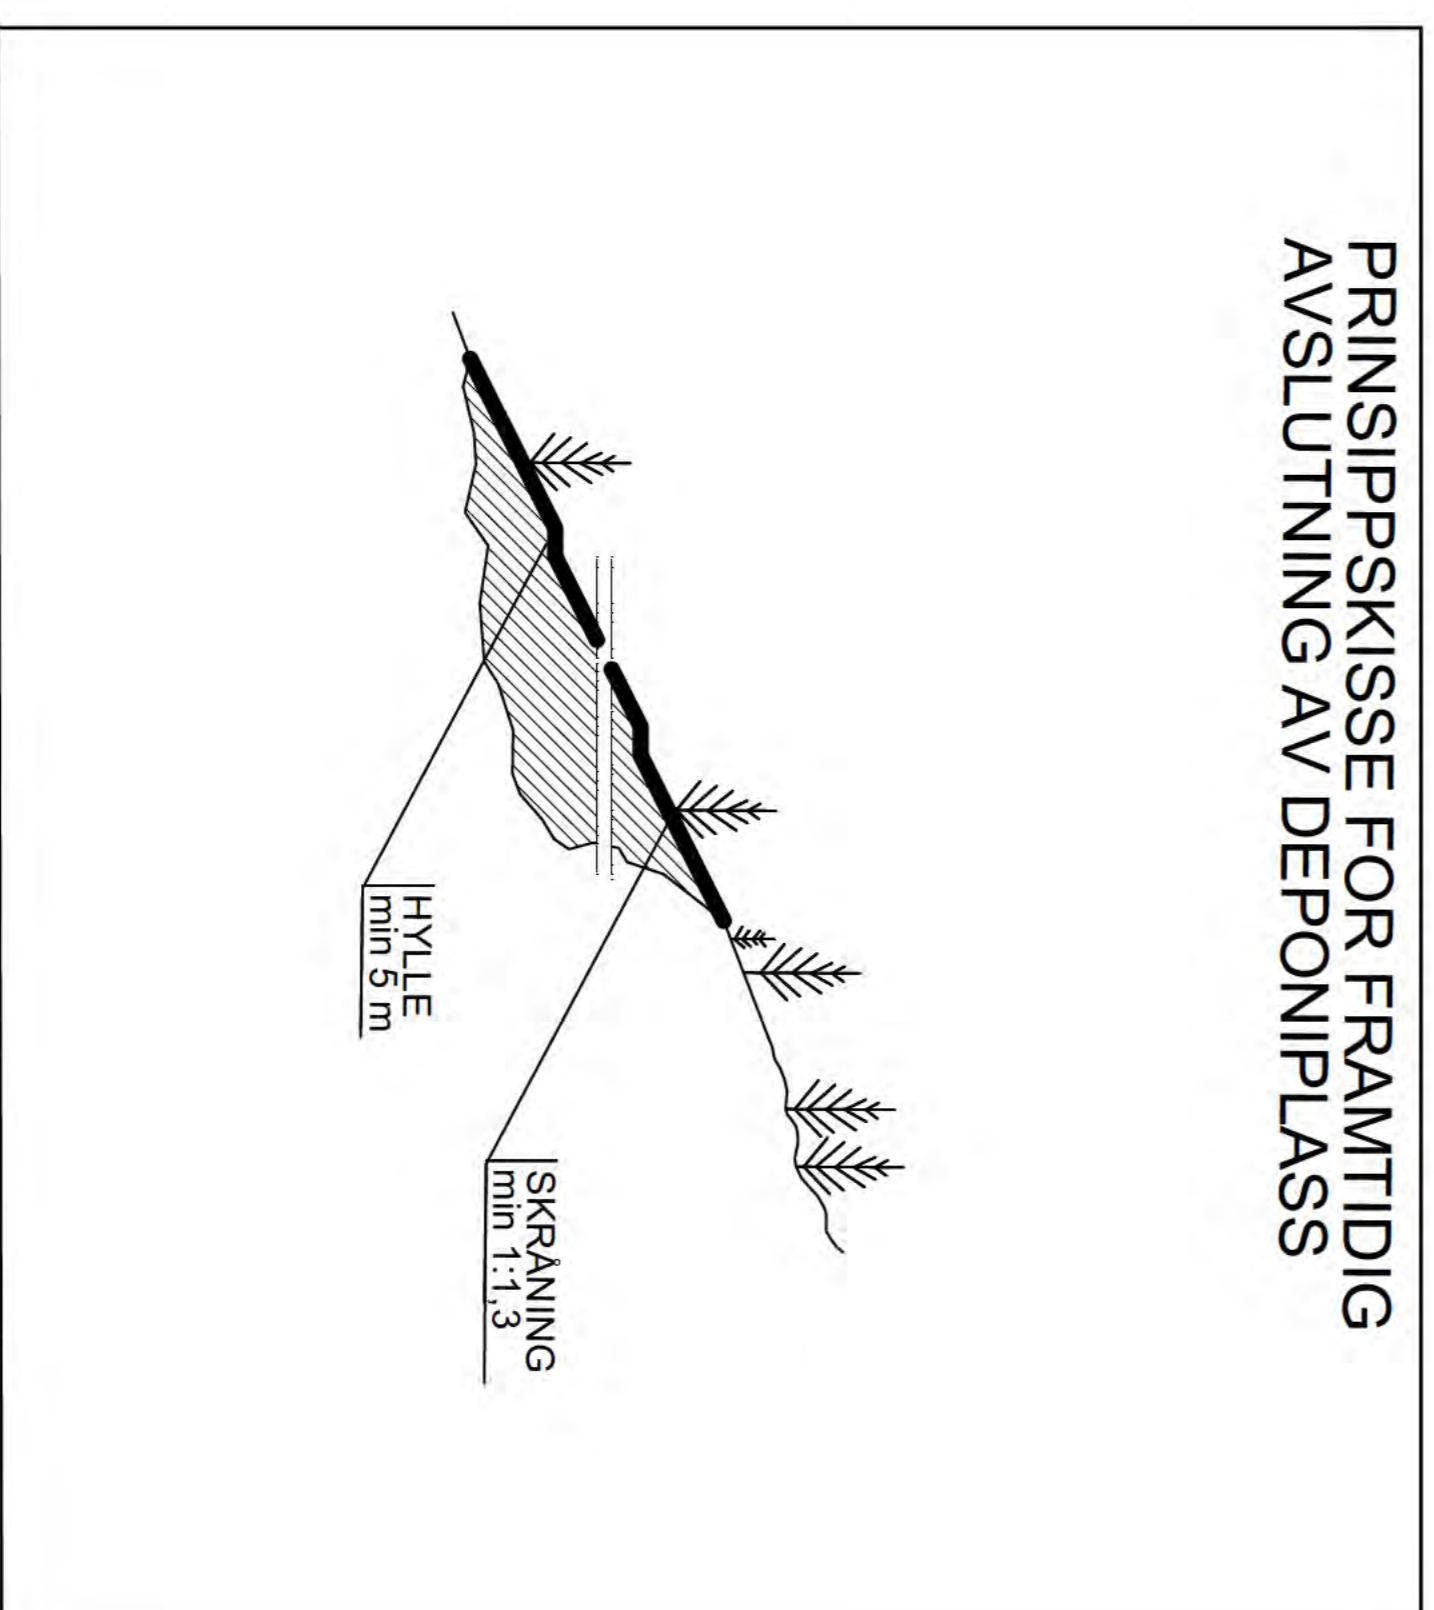 PRINSIPPSKISSE FOR FRAMTIDIG
AVSLUTNING AV DEPONIPLASS
HYLLE
min 5 m
SKRÅNING
min 1:1,3